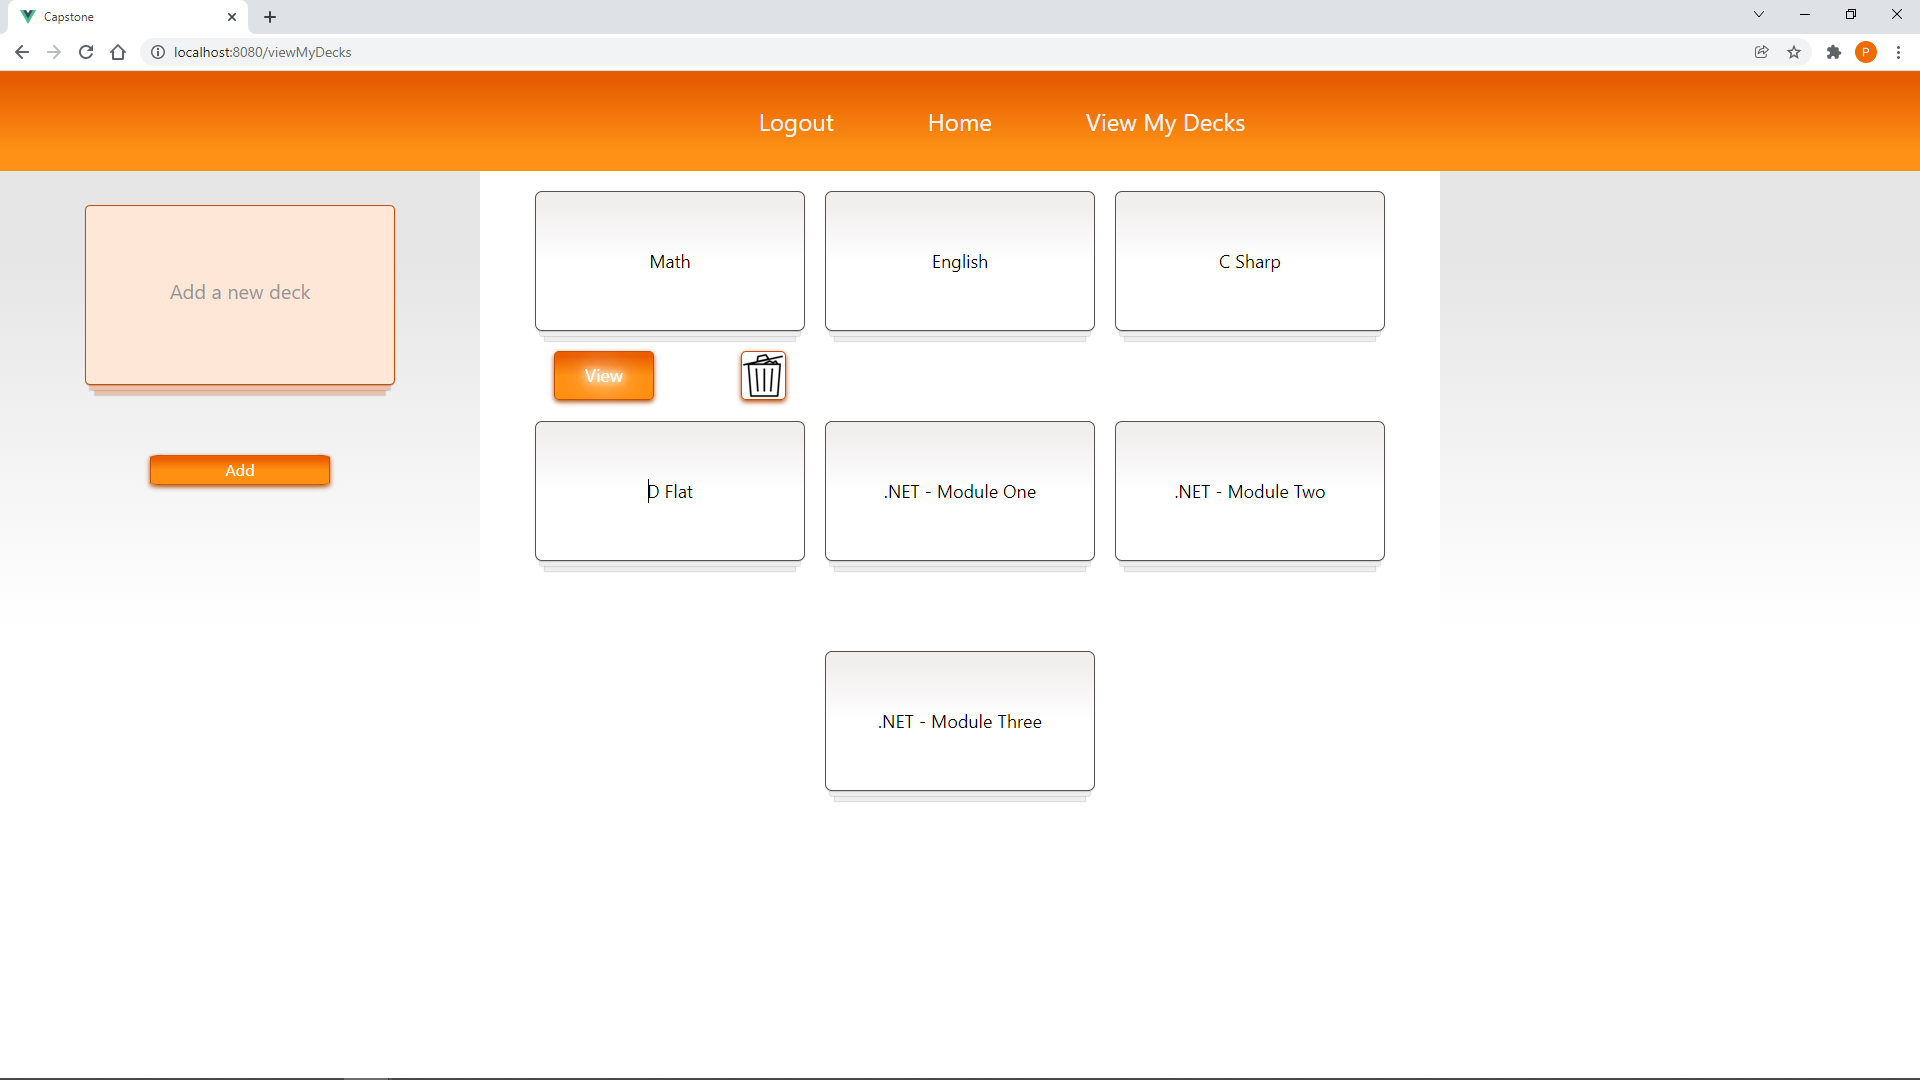 Capstone
localhost:8080/viewMyDecks
P
Logout Home View My Decks
Add a new deck
Add
Math English C Sharp
View
D Flat .NET - Module One .NET - Module Two
.NET - Module Three